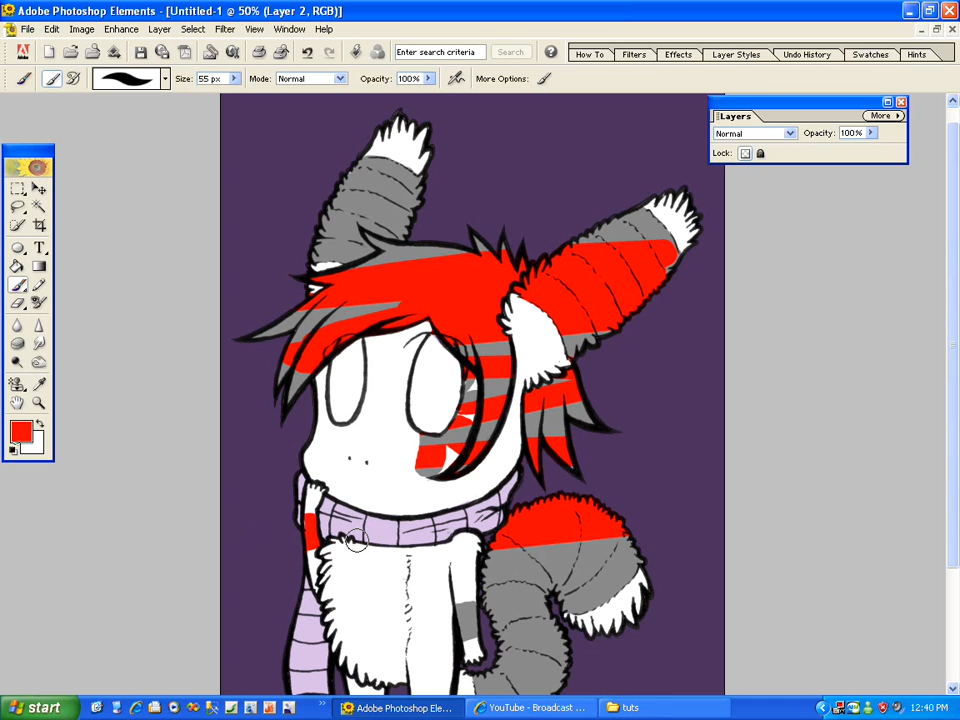 Adobe Photoshop Elements - [Untitled-1 @ 50% (Layer 2, RGB)]
File Edit Image Enhance Layer Select Filter View Window Help
Enter search criteria Search How To Filters Effects Layer Styles Undo History Swatches Hints
Size: 55 px Mode: Normal Opacity: 100% More Options:
Layers More
Normal Opacity: 100%
Lock:
T
start Adobe Photoshop Ele... YouTube - Broadcast ... tuts 12:40 PM